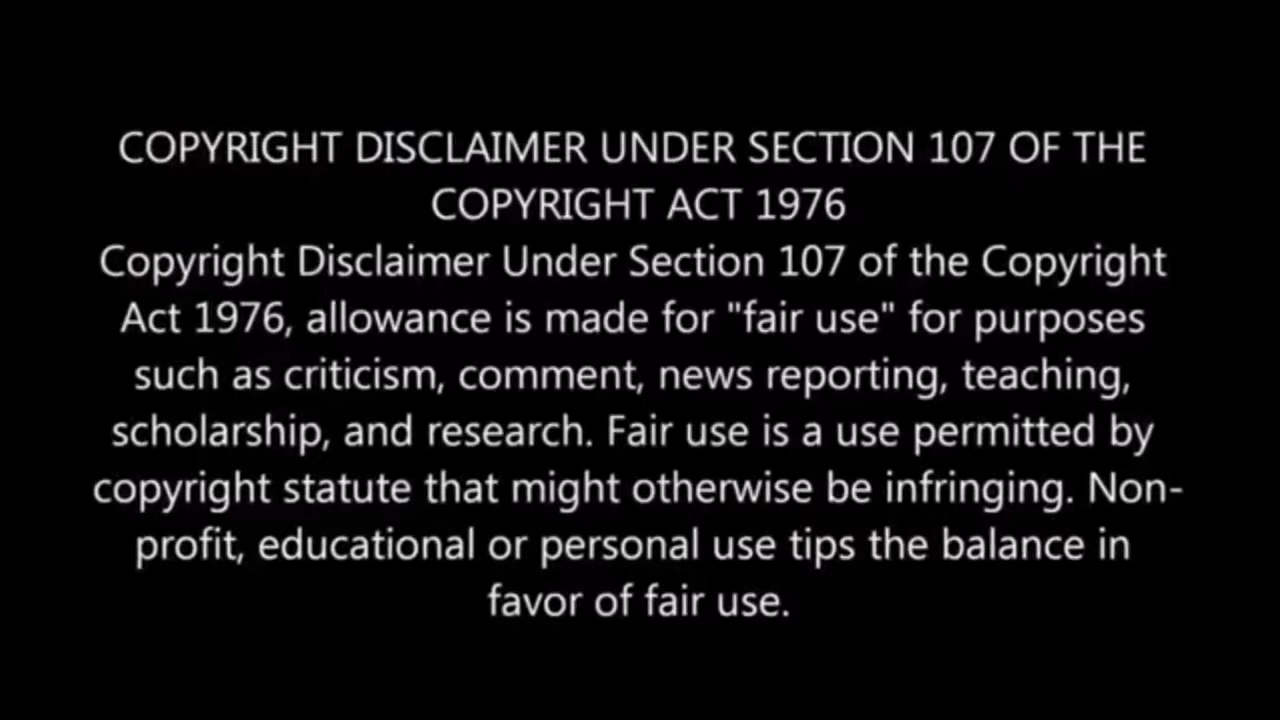 COPYRIGHT DISCLAIMER UNDER SECTION 107 OF THE
COPYRIGHT ACT 1976
Copyright Disclaimer Under Section 107 of the Copyright
Act 1976, allowance is made for "fair use" for purposes
such as criticism, comment, news reporting, teaching,
scholarship, and research. Fair use is a use permitted by
copyright statute that might otherwise be infringing. Non-
profit, educational or personal use tips the balance in
favor of fair use.